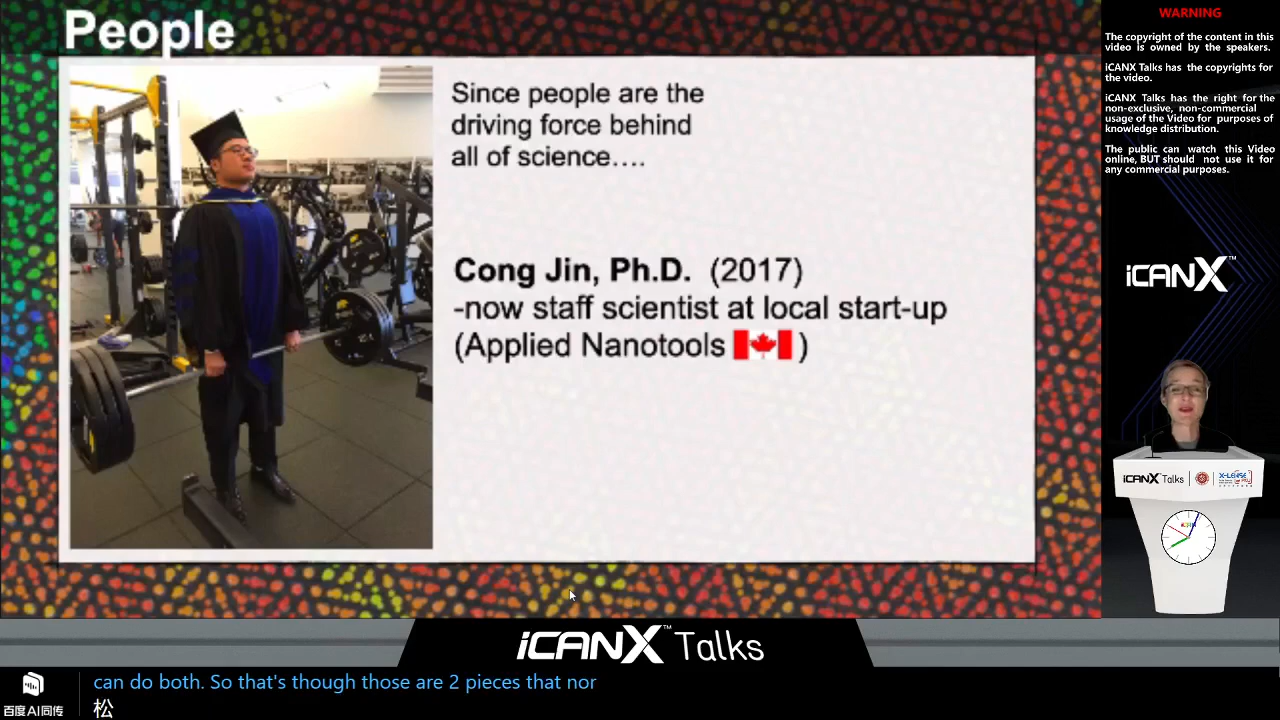 People
Since people are the
driving force behind
all of science....
Cong Jin, Ph.D. (2017)
-now staff scientist at local start-up
(Applied Nanotools )
WARNING
The copyright of the content in this
video is owned by the speakers.
iCANX Talks has the copyrights for
the video.
iCANX Talks has the right for the
non-exclusive, non-commercial
usage of the Video for purposes of
knowledge distribution.
The public can watch this Video
online, BUT should not use it for
any commercial purposes.
iCANX™
iCANX Talks
iCANX™ Talks
can do both. So that's though those are 2 pieces that nor
松
百度AI同传